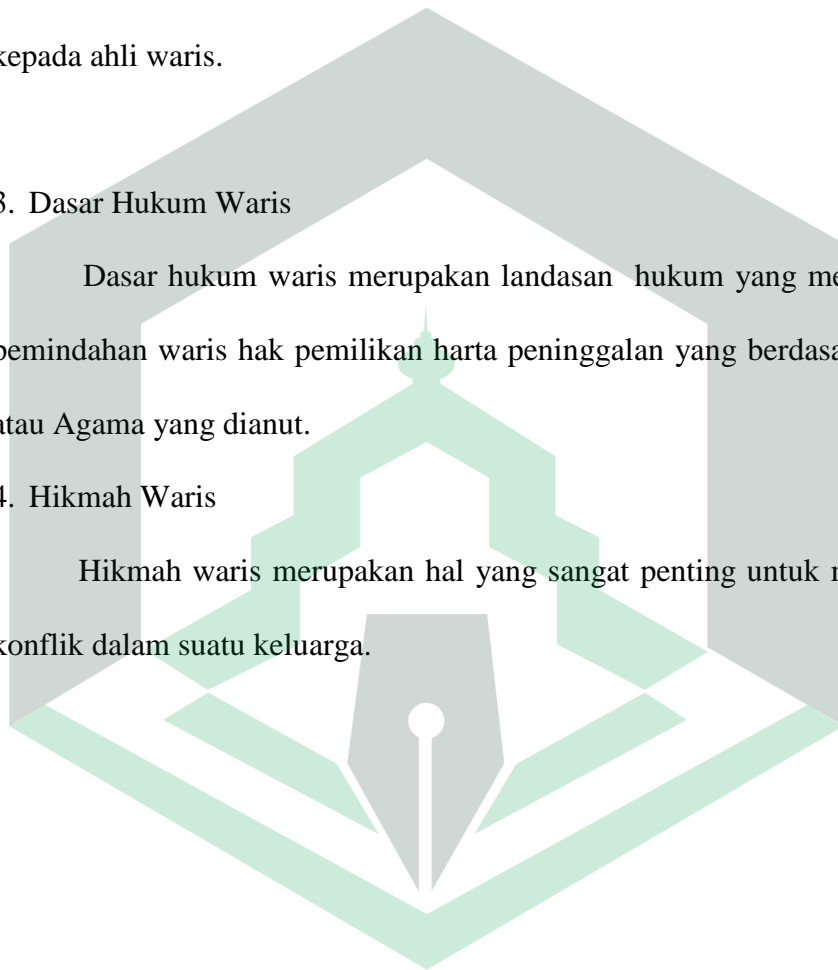 kepada ahli waris.
3. Dasar Hukum Waris
Dasar hukum waris merupakan landasan hukum yang me
pemindahan waris hak pemilikan harta peninggalan yang berdasa
atau Agama yang dianut.
4. Hikmah Waris
Hikmah waris merupakan hal yang sangat penting untuk
konflik dalam suatu keluarga.